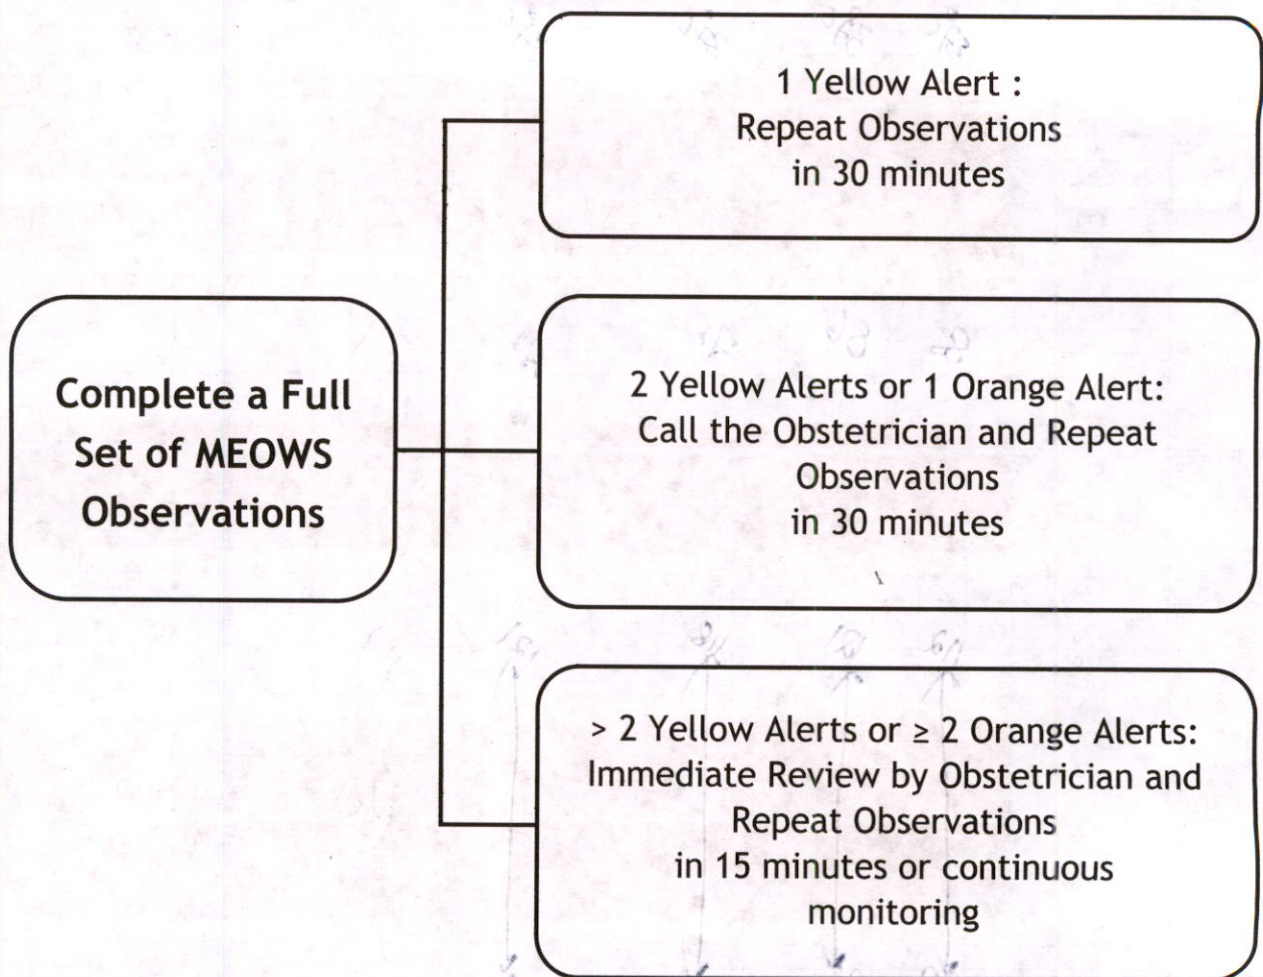 1 Yellow Alert :
Repeat Observations
in 30 minutes
Complete a Full
Set of MEOWS
Observations
2 Yellow Alerts or 1 Orange Alert:
Call the Obstetrician and Repeat
Observations
in 30 minutes
> 2 Yellow Alerts or ≥ 2 Orange Alerts:
Immediate Review by Obstetrician and
Repeat Observations
in 15 minutes or continuous
monitoring